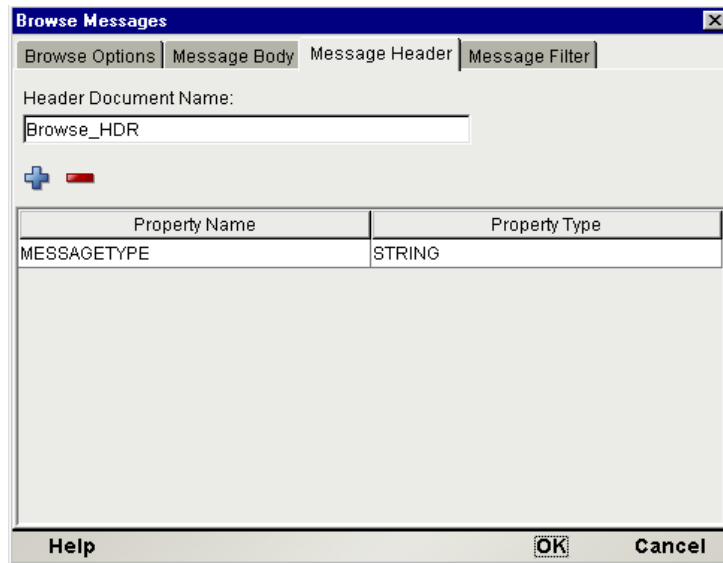 Browse Messages
Browse Options Message Body Message Header Message Filter
Header Document Name:
Browse_HDR
Property Name Property Type
MESSAGETYPE STRING
Help OK Cancel